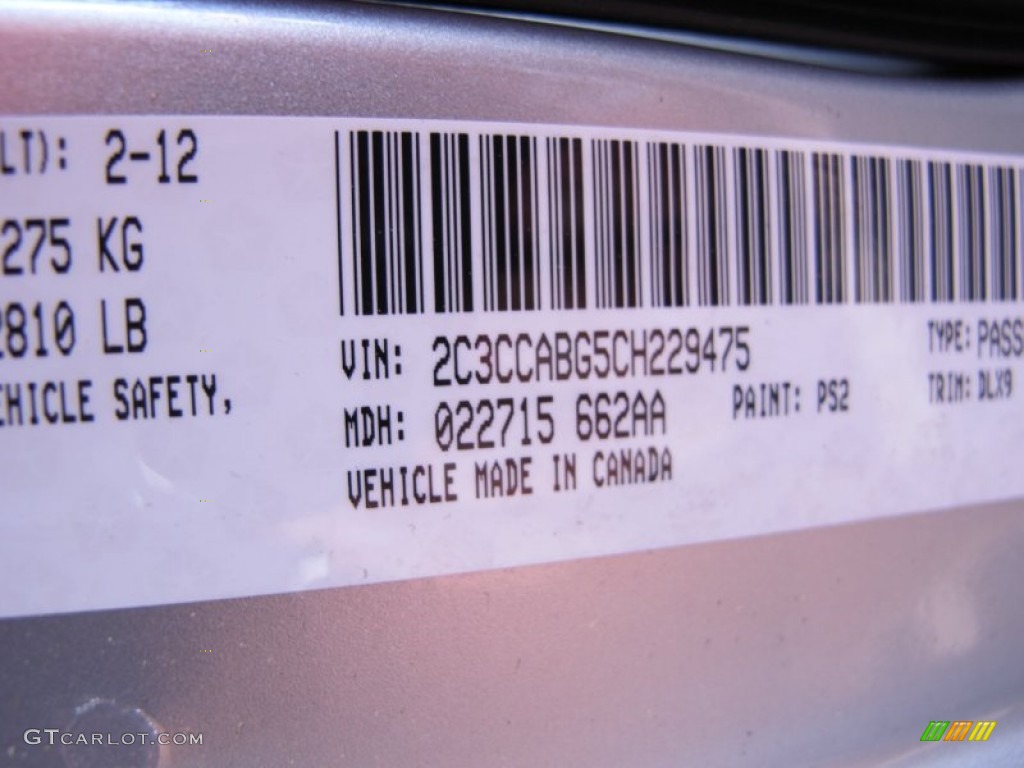 LT): 2-12
275 KG
2810 LB
VEHICLE SAFETY,
VIN: 2C3CCABG5CH229475
TYPE: PASS
MDH: 022715 662AA
PAINT: PS2
TRIM: DLX9
VEHICLE MADE IN CANADA
GTCARLOT.COM